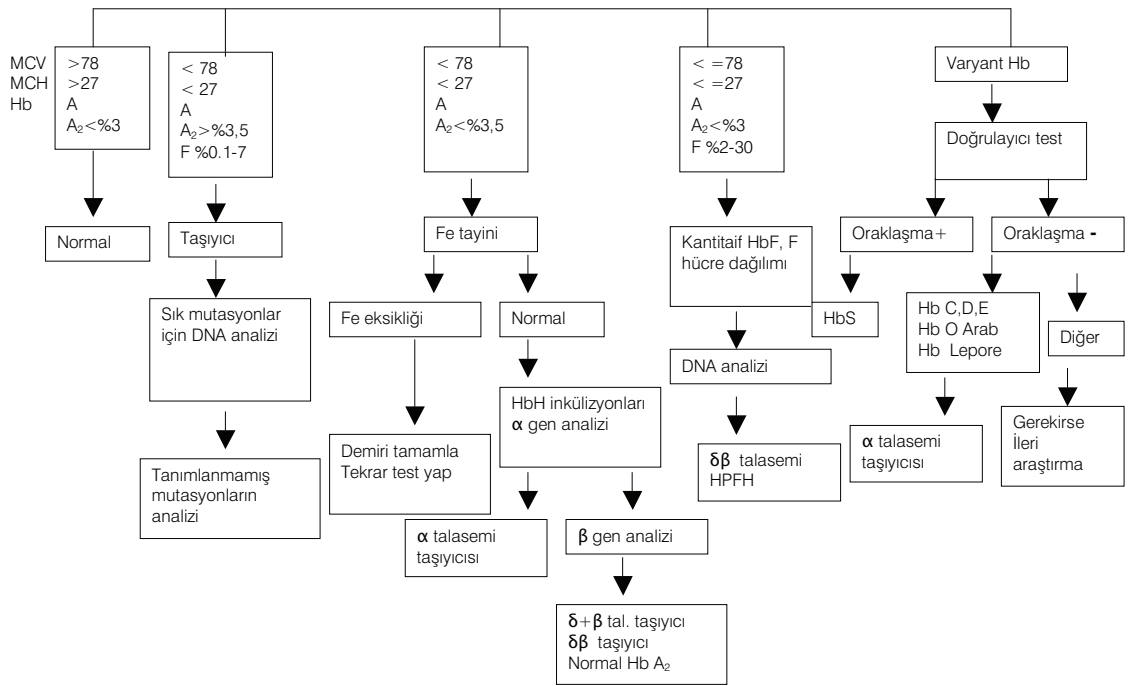 MCV
MCH
Hb
>78
>27
A
A₂<%3
< 78
< 27
A
A₂>%3,5
F %0.1-7
< 78
< 27
A
A₂<%3,5
< =78
< =27
A
A₂<%3
F %2-30
Varyant Hb
Doğrulayıcı test
Normal
Taşıyıcı
Fe tayini
Kantitaif HbF, F
hücre dağılımı
Oraklaşma+
Oraklaşma -
Sık mutasyonlar
için DNA analizi
Fe eksikliği
Normal
HbS
Hb C,D,E
Hb O Arab
Hb Lepore
Diğer
DNA analizi
HbH inkülizyonları
α gen analizi
Tanımlanmamış
mutasyonların
analizi
Demiri tamamla
Tekrar test yap
δβ talasemi
HPFH
α talasemi
taşıyıcısı
Gerekirse
İleri
araştırma
α talasemi
taşıyıcısı
β gen analizi
δ+β tal. taşıyıcı
δβ taşıyıcı
Normal Hb A₂